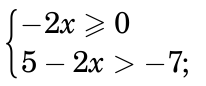 −2x ⩾ 0
5 − 2x > −7;